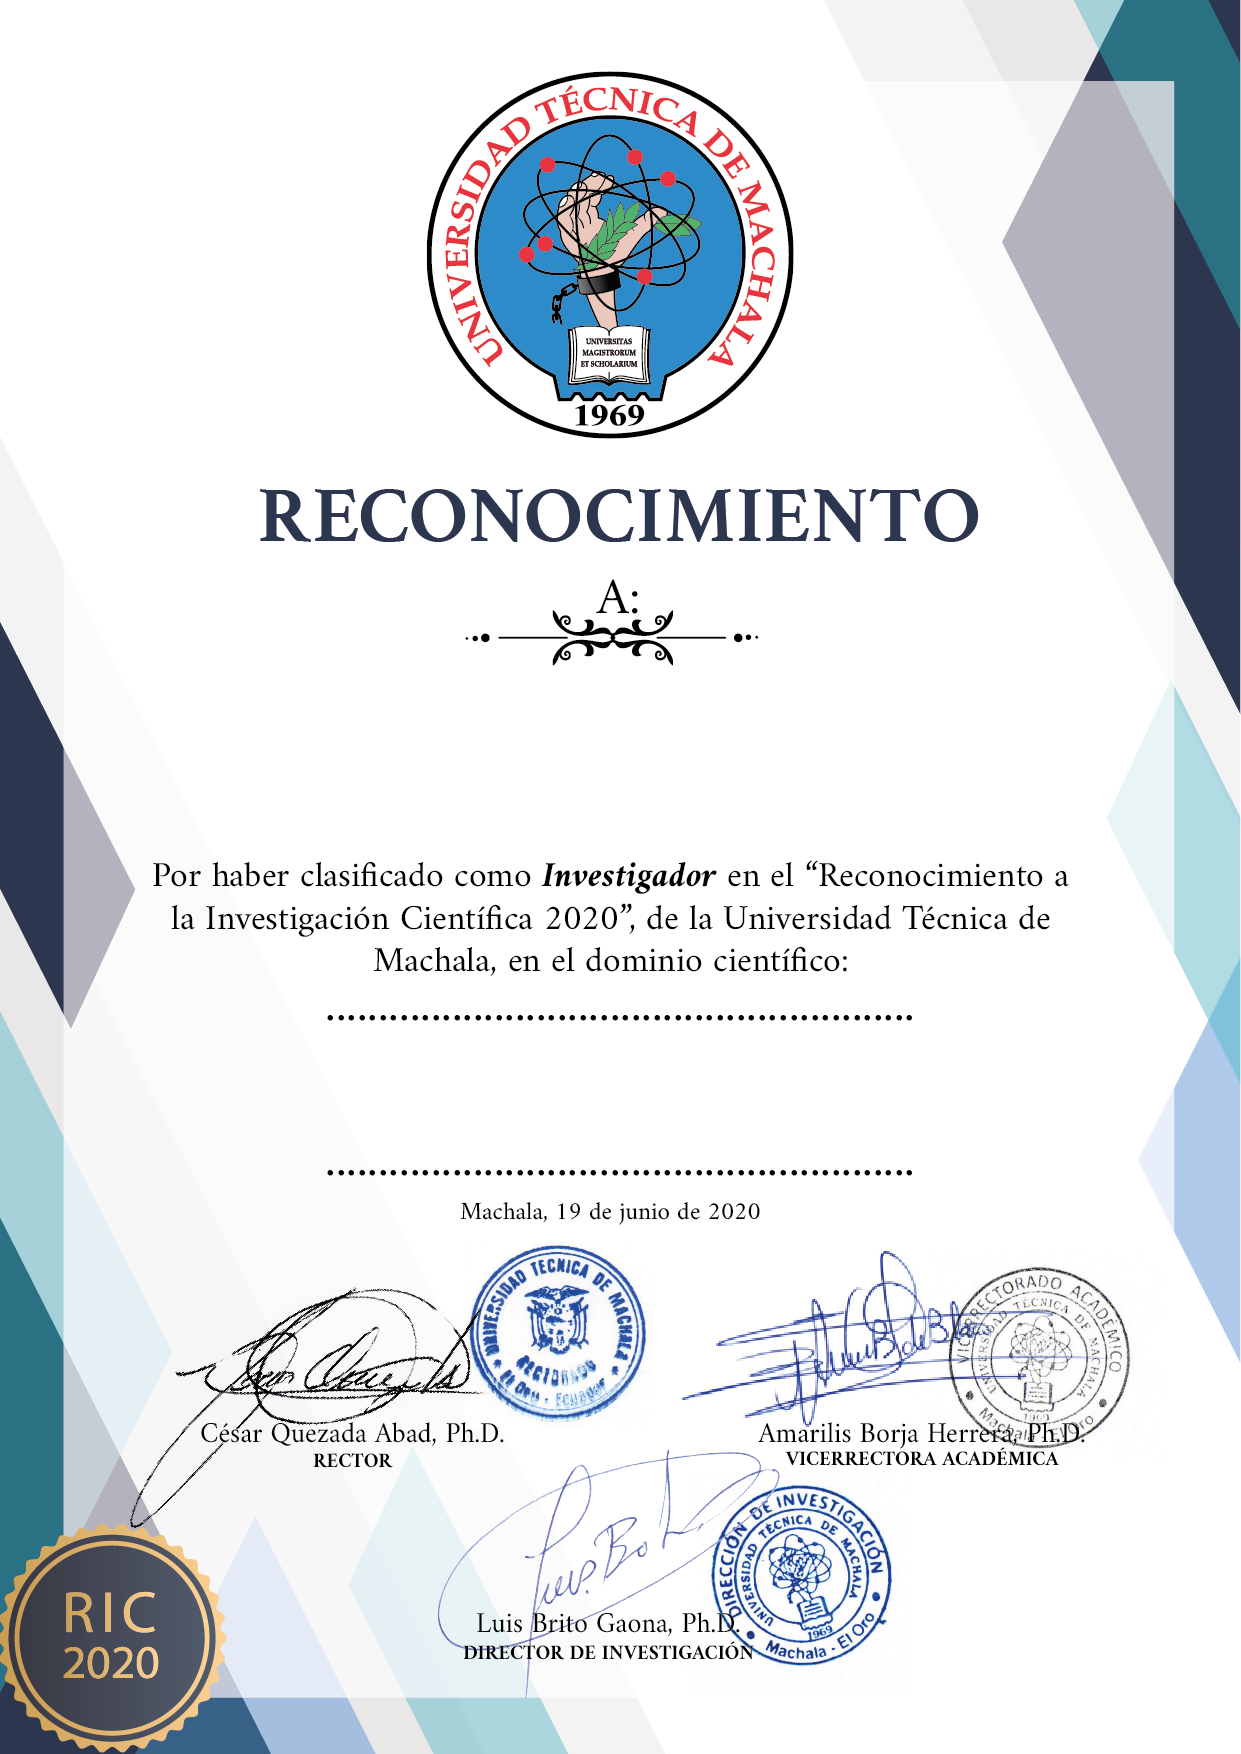 UNIVERSIDAD TÉCNICA DE MACHALA
UNIVERSITAS
MAGISTRORUM
ET SCHOLARIUM
1969
RECONOCIMIENTO
A:
Por haber clasificado como Investigador en el “Reconocimiento a
la Investigación Científica 2020”, de la Universidad Técnica de
Machala, en el dominio científico:
Machala, 19 de junio de 2020
UNIVERSIDAD TECNICA DE MACHALA
RECTORADO
El Oro - Ecuador
VICERRECTORADO ACADÉMICO
UNIVERSIDAD TÉCNICA DE MACHALA
1969
Machala - El Oro
César Quezada Abad, Ph.D.
RECTOR
Amarilis Borja Herrera, Ph.D.
VICERRECTORA ACADÉMICA
DIRECCIÓN DE INVESTIGACIÓN
UNIVERSIDAD TÉCNICA DE MACHALA
1969
Machala - El Oro
Luis Brito Gaona, Ph.D.
DIRECTOR DE INVESTIGACIÓN
RIC
2020